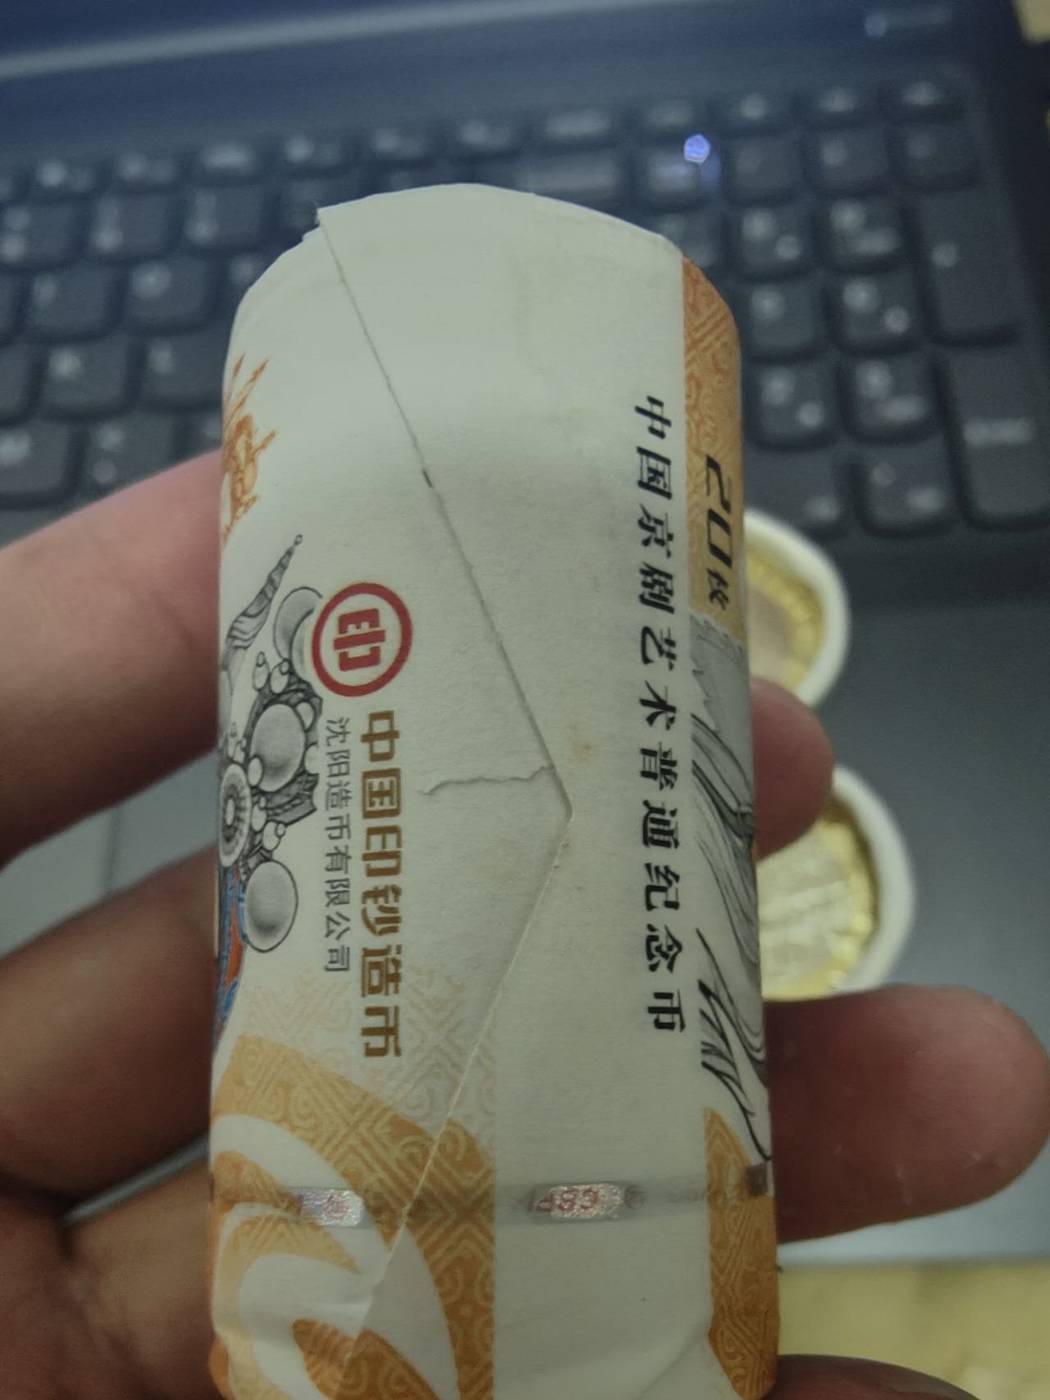 20枚
中国京剧艺术普通纪念币
印
中国印钞造币
沈阳造币有限公司